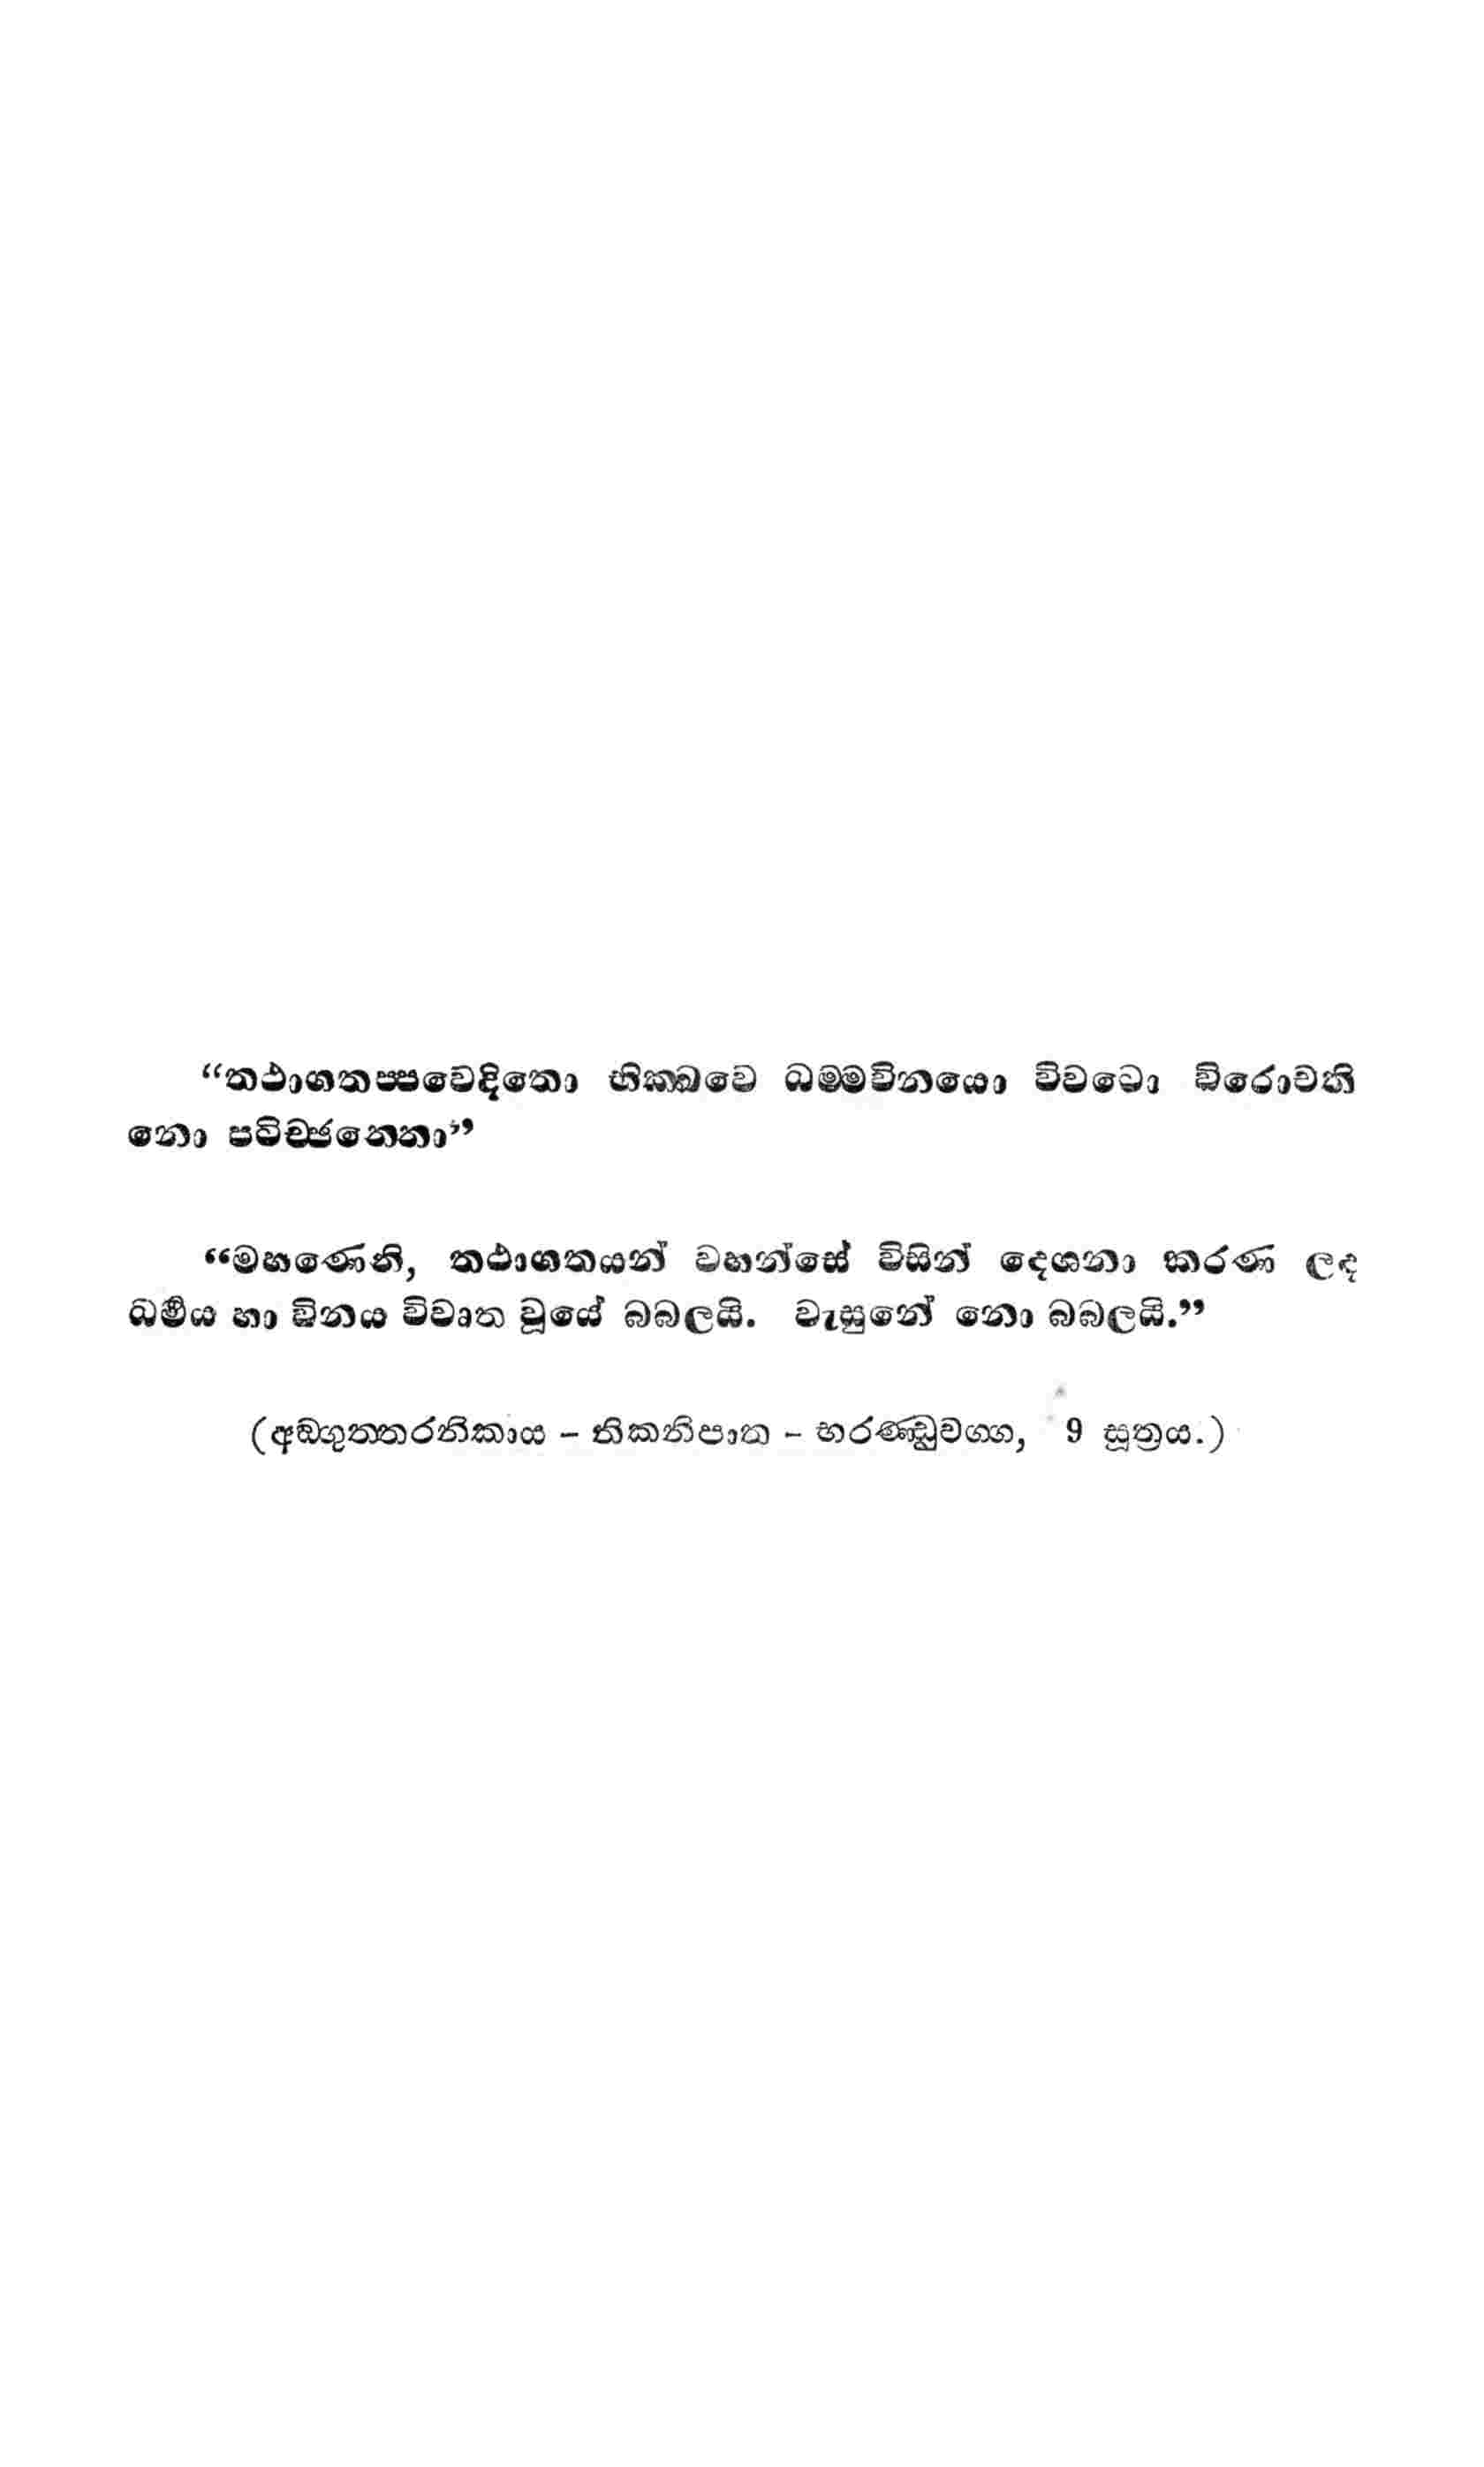 “තථාගතප්පවෙදිතො භික්ඛවෙ ධම්මවිනයො විවටො විරොචති
නො පටිච්ඡන්නො”
“මහණෙනි, තථාගතයන් වහන්සේ විසින් දෙශනා කරණ ලද
ධර්මය හා විනය විවෘත වූයේ බබලයි. වැසුනේ නො බබලයි.”
(අඞ්ගුත්තරනිකාය – තිකනිපාත – භරණ්ඩුවග්ග, 9 සූත්‍රය.)